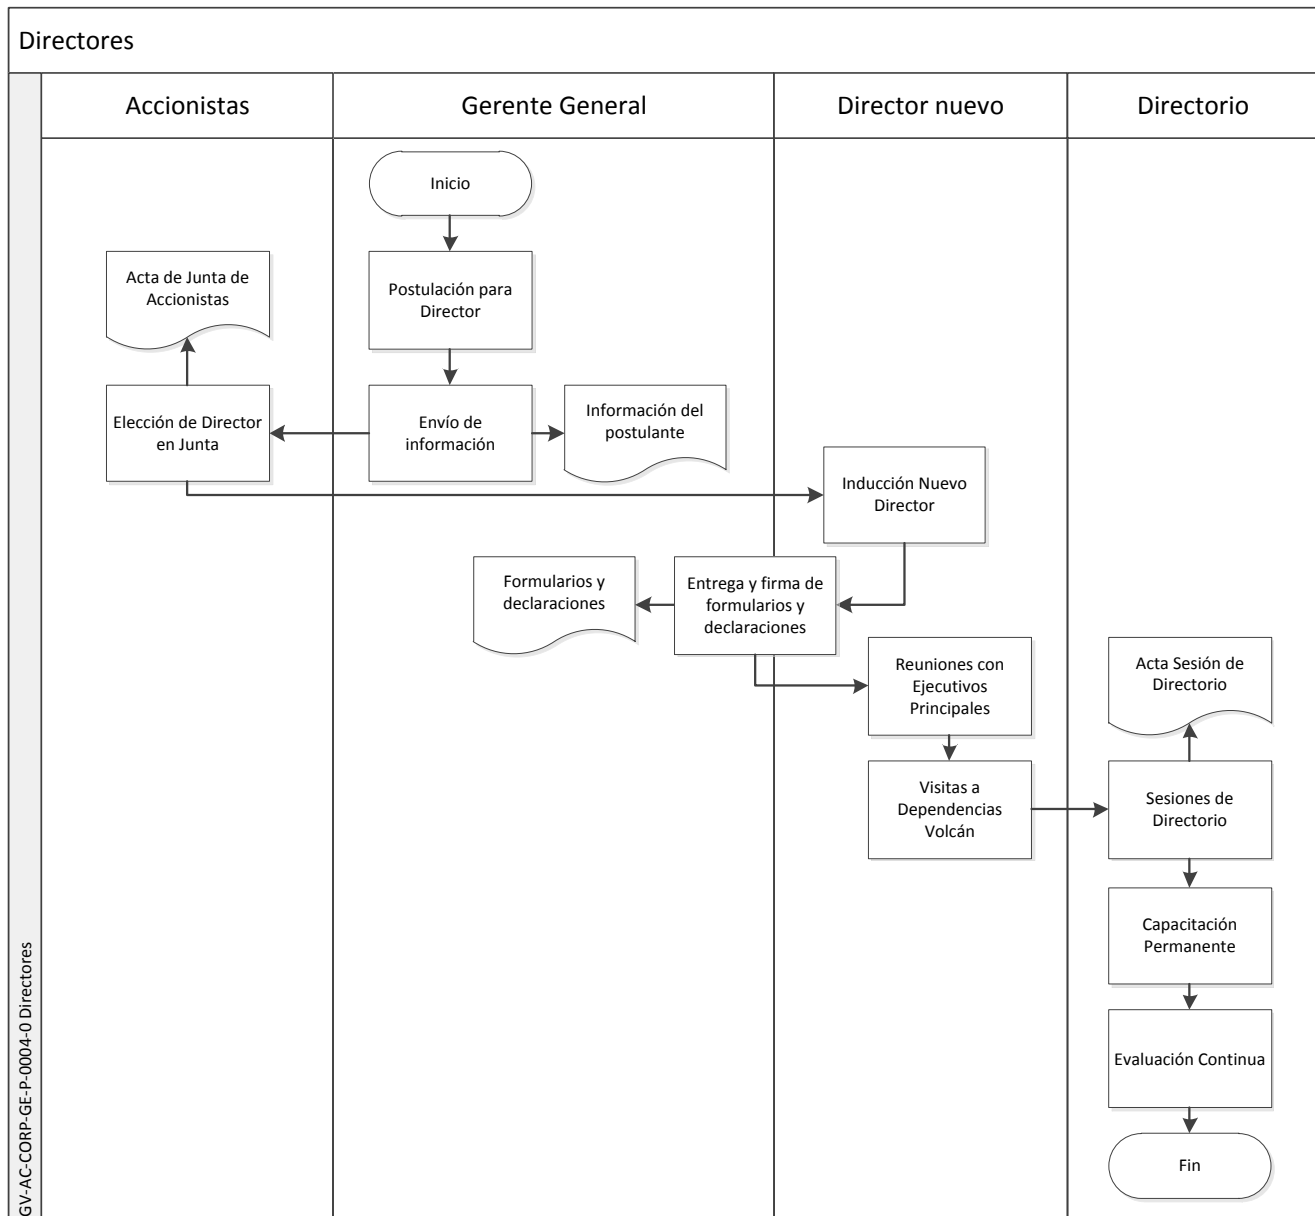 Directores
Accionistas
Gerente General
Director nuevo
Directorio
Inicio
Acta de Junta de
Accionistas
Postulación para
Director
Elección de Director
en Junta
Envío de
información
Información del
postulante
Inducción Nuevo
Director
Formularios y
declaraciones
Entrega y firma de
formularios y
declaraciones
Reuniones con
Ejecutivos
Principales
Acta Sesión de
Directorio
Visitas a
Dependencias
Volcán
Sesiones de
Directorio
Capacitación
Permanente
Evaluación Continua
Fin
GV-AC-CORP-GE-P-0004-0 Directores